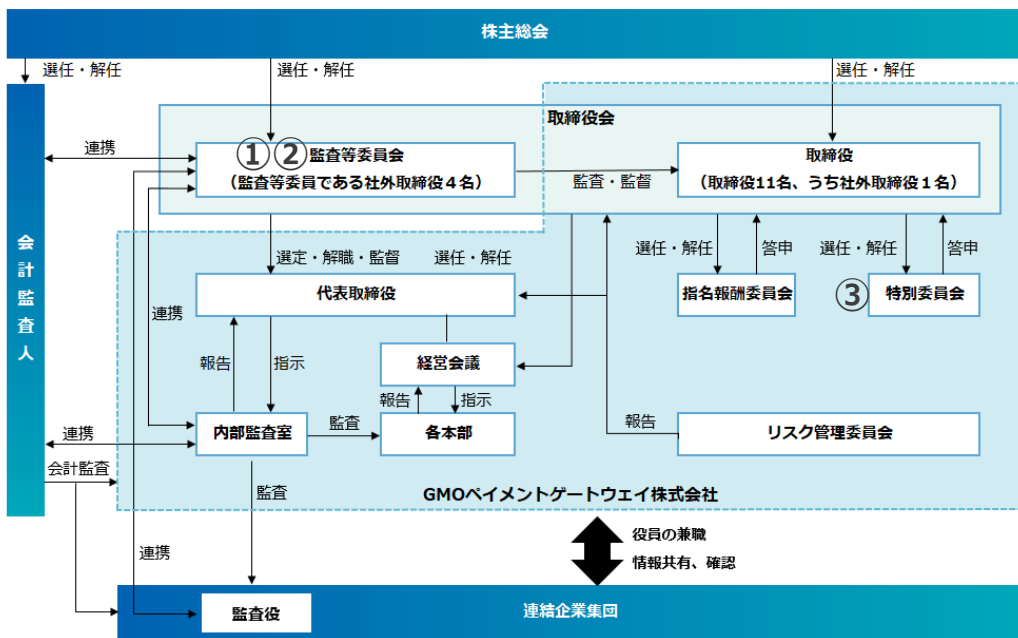 株主総会
選任・解任
選任・解任
選任・解任
取締役会
連携
① ② 監査等委員会
（監査等委員である社外取締役４名）
監査・監督
取締役
（取締役11名、うち社外取締役１名）
会計監査人
選定・解職・監督
選任・解任
選任・解任
答申
選任・解任
答申
代表取締役
指名報酬委員会
③ 特別委員会
連携
報告
指示
経営会議
報告
指示
連携
内部監査室
監査
各本部
報告
リスク管理委員会
会計監査
監査
GMOペイメントゲートウェイ株式会社
連携
役員の兼職
情報共有、確認
監査役
連結企業集団